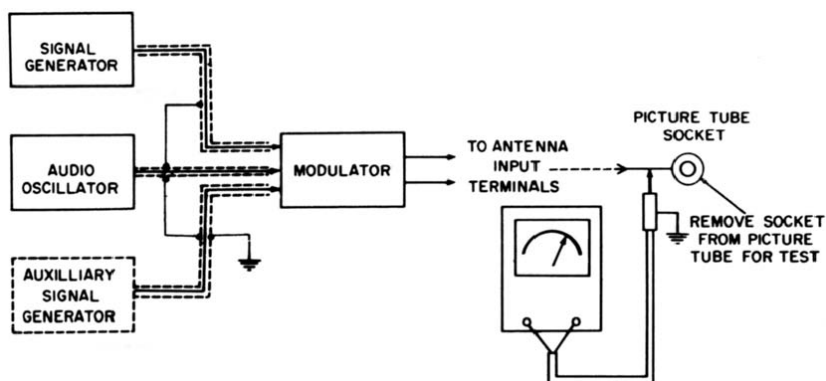 SIGNAL
GENERATOR
AUDIO
OSCILLATOR
AUXILLIARY
SIGNAL
GENERATOR
MODULATOR
TO ANTENNA
INPUT
TERMINALS
PICTURE TUBE
SOCKET
REMOVE SOCKET
FROM PICTURE
TUBE FOR TEST